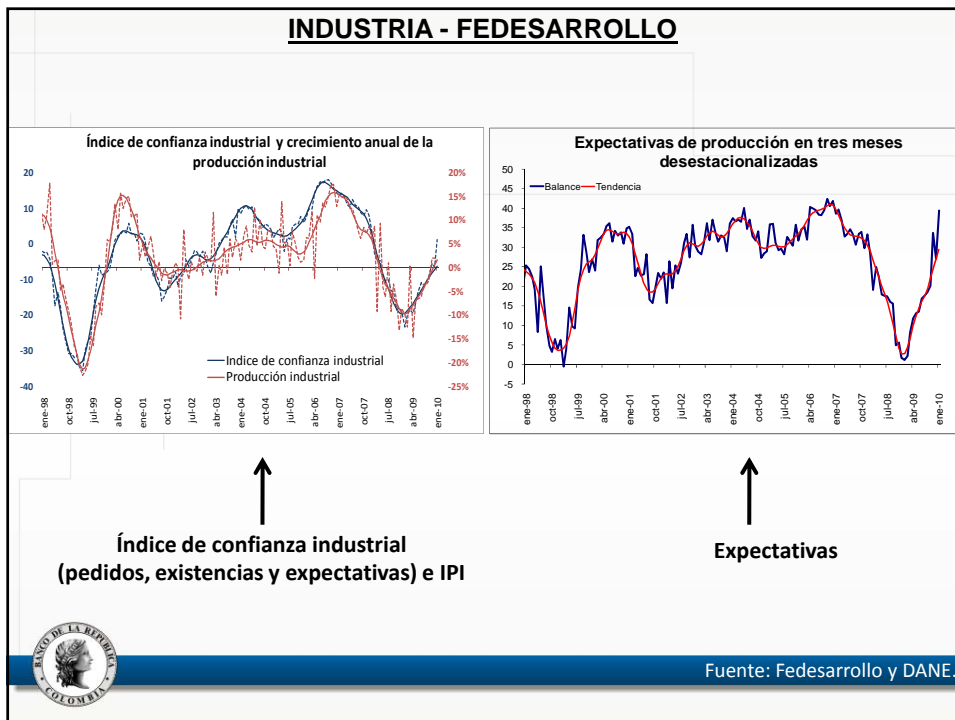 INDUSTRIA - FEDESARROLLO
Índice de confianza industrial y crecimiento anual de la
producción industrial
20
10
0
-10
-20
-30
-40
20%
15%
10%
5%
0%
-5%
-10%
-15%
-20%
-25%
Indice de confianza industrial
Producción industrial
ene-98
oct-98
jul-99
abr-00
ene-01
oct-01
jul-02
abr-03
ene-04
oct-04
jul-05
abr-06
ene-07
oct-07
jul-08
abr-09
ene-10
Expectativas de producción en tres meses
desestacionalizadas
50
45
40
35
30
25
20
15
10
5
0
-5
Balance
Tendencia
ene-98
oct-98
jul-99
abr-00
ene-01
oct-01
jul-02
abr-03
ene-04
oct-04
jul-05
abr-06
ene-07
oct-07
jul-08
abr-09
ene-10
Índice de confianza industrial
(pedidos, existencias y expectativas) e IPI
Expectativas
BANCO DE LA REPUBLICA
COLOMBIA
Fuente: Fedesarrollo y DANE.